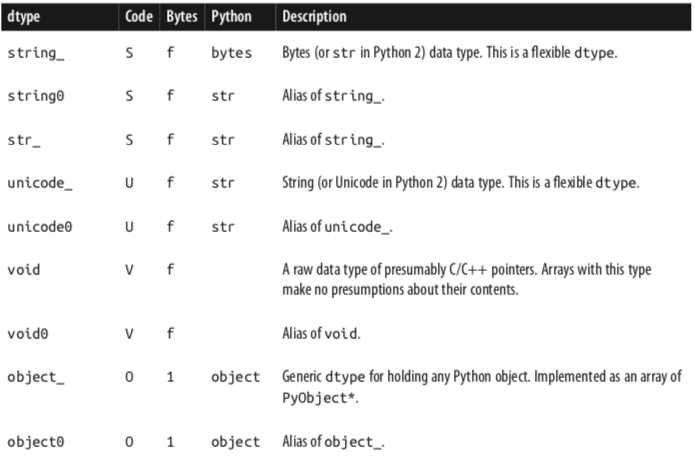 dtype Code Bytes Python Description
string_ S f bytes Bytes (or str in Python 2) data type. This is a flexible dtype.
string0 S f str Alias of string_.
str_ S f str Alias of string_.
unicode_ U f str String (or Unicode in Python 2) data type. This is a flexible dtype.
unicode0 U f str Alias of unicode_.
void V f A raw data type of presumably C/C++ pointers. Arrays with this type
make no presumptions about their contents.
void0 V f Alias of void.
object_ O 1 object Generic dtype for holding any Python object. Implemented as an array of
PyObject*.
object0 O 1 object Alias of object_.